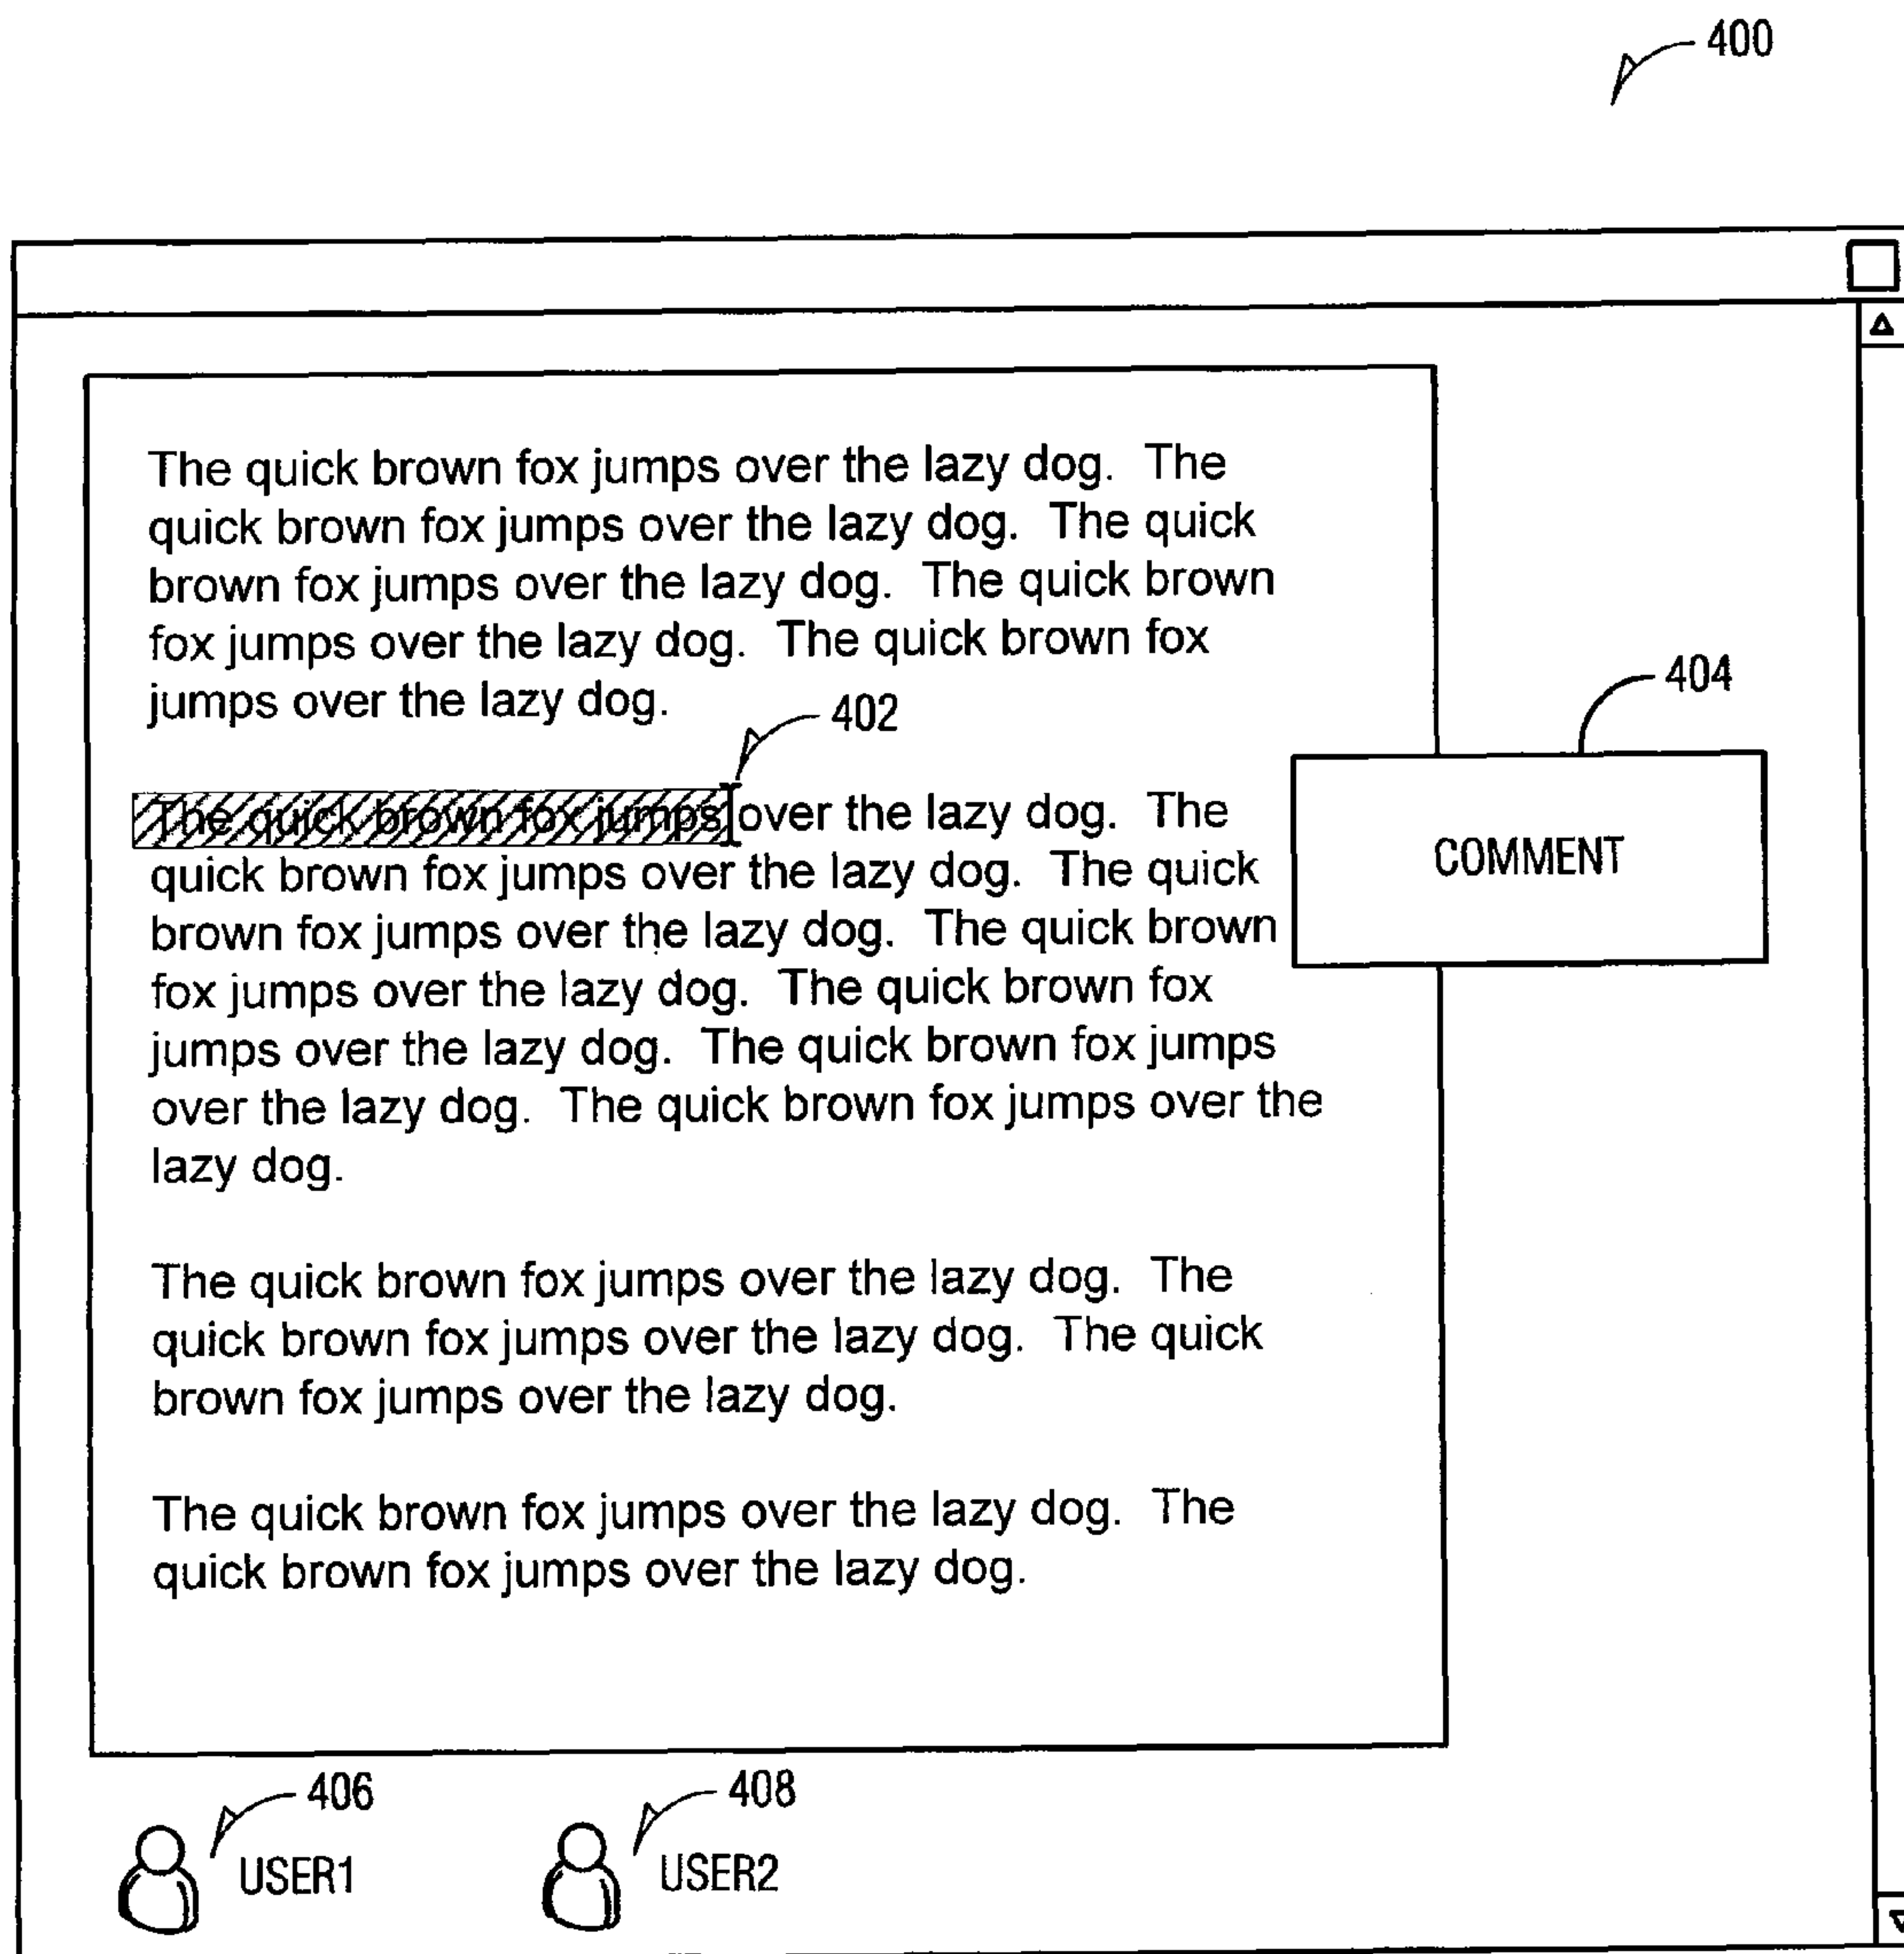 400
The quick brown fox jumps over the lazy dog.  The
quick brown fox jumps over the lazy dog.  The quick
brown fox jumps over the lazy dog.  The quick brown
fox jumps over the lazy dog.  The quick brown fox
jumps over the lazy dog.
402
404
The quick brown fox jumps over the lazy dog.  The
quick brown fox jumps over the lazy dog.  The quick
brown fox jumps over the lazy dog.  The quick brown
fox jumps over the lazy dog.  The quick brown fox
jumps over the lazy dog.  The quick brown fox jumps
over the lazy dog.  The quick brown fox jumps over the
lazy dog.
COMMENT
The quick brown fox jumps over the lazy dog.  The
quick brown fox jumps over the lazy dog.  The quick
brown fox jumps over the lazy dog.
The quick brown fox jumps over the lazy dog.  The
quick brown fox jumps over the lazy dog.
406
USER1
408
USER2